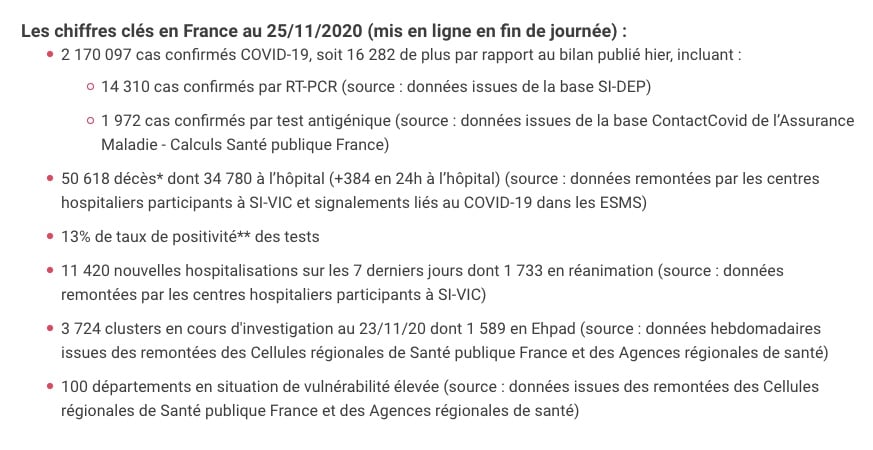 Les chiffres clés en France au 25/11/2020 (mis en ligne en fin de journée) :
2 170 097 cas confirmés COVID-19, soit 16 282 de plus par rapport au bilan publié hier, incluant :
14 310 cas confirmés par RT-PCR (source : données issues de la base SI-DEP)
1 972 cas confirmés par test antigénique (source : données issues de la base ContactCovid de l’Assurance
Maladie - Calculs Santé publique France)
50 618 décès* dont 34 780 à l’hôpital (+384 en 24h à l’hôpital) (source : données remontées par les centres
hospitaliers participants à SI-VIC et signalements liés au COVID-19 dans les ESMS)
13% de taux de positivité** des tests
11 420 nouvelles hospitalisations sur les 7 derniers jours dont 1 733 en réanimation (source : données
remontées par les centres hospitaliers participants à SI-VIC)
3 724 clusters en cours d'investigation au 23/11/20 dont 1 589 en Ehpad (source : données hebdomadaires
issues des remontées des Cellules régionales de Santé publique France et des Agences régionales de santé)
100 départements en situation de vulnérabilité élevée (source : données issues des remontées des Cellules
régionales de Santé publique France et des Agences régionales de santé)